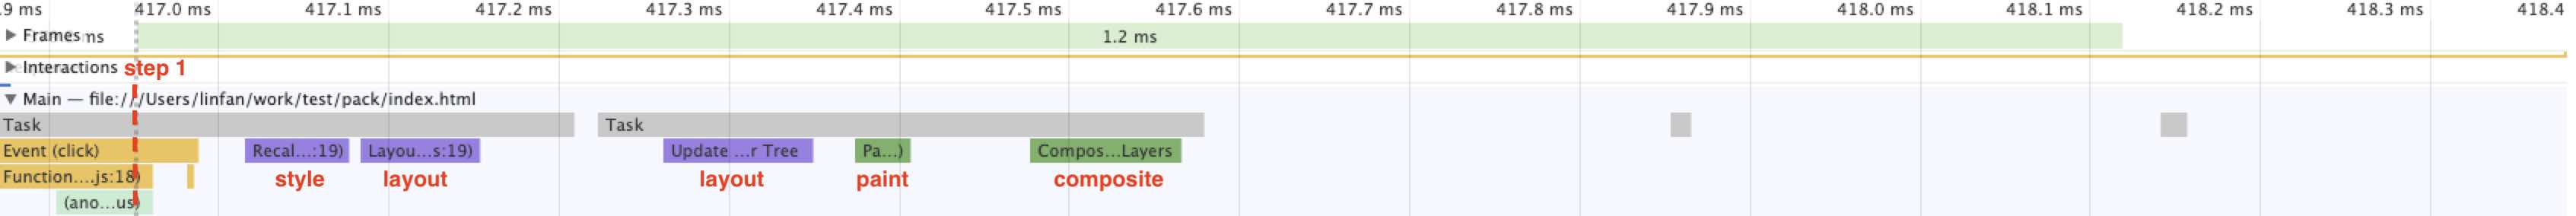 .9 ms 417.0 ms 417.1 ms 417.2 ms 417.3 ms 417.4 ms 417.5 ms 417.6 ms 417.7 ms 417.8 ms 417.9 ms 418.0 ms 418.1 ms 418.2 ms 418.3 ms 418.4
Frames ms 1.2 ms
Interactions step 1
Main — file:///Users/linfan/work/test/pack/index.html
Task Task
Event (click) Recal...:19) Layou...s:19) Update ...r Tree Pa...) Compos...Layers
Function....js:18) style layout layout paint composite
(ano...us)